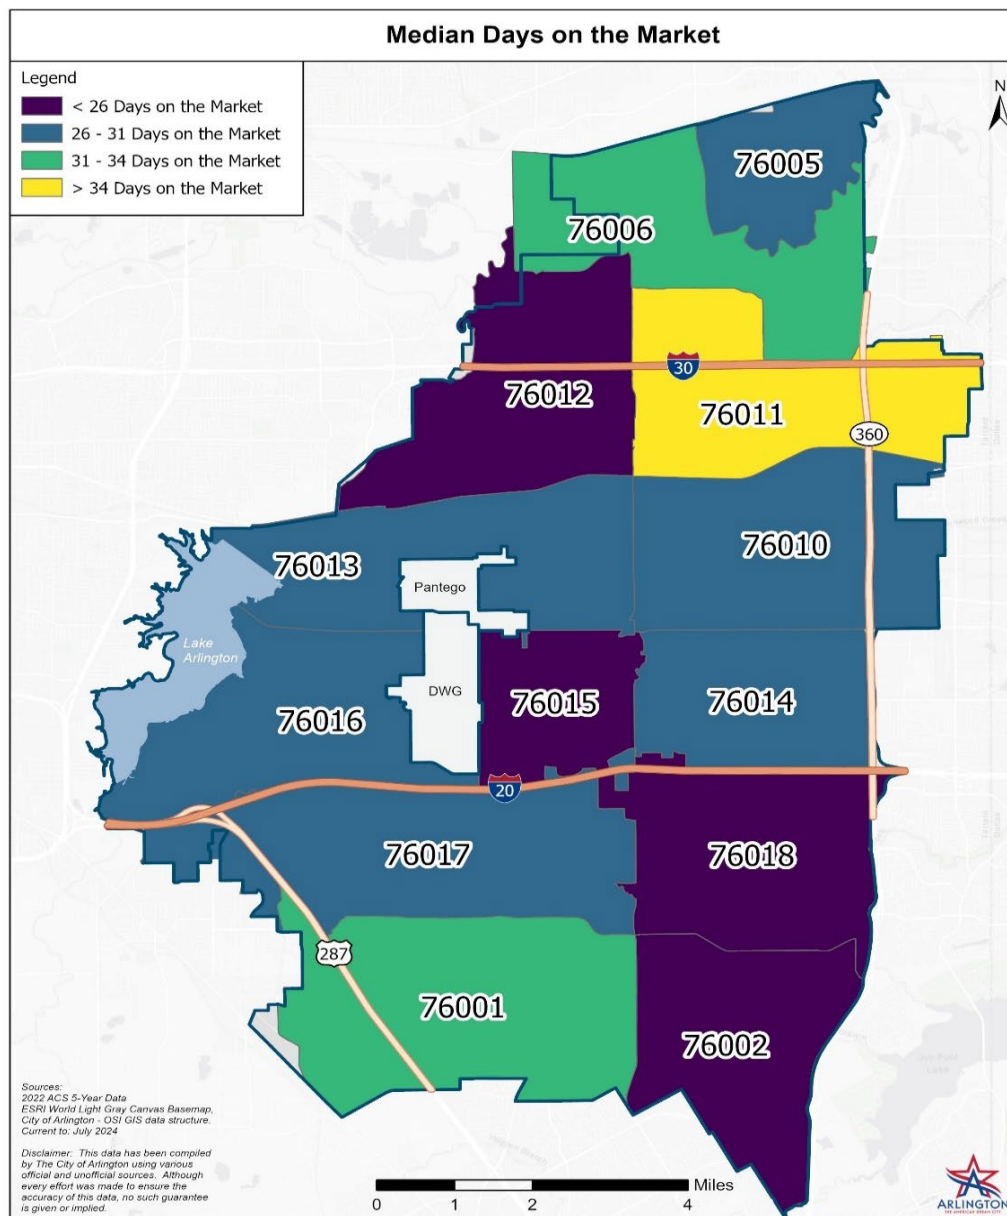 Median Days on the Market
Legend
< 26 Days on the Market
26 - 31 Days on the Market
31 - 34 Days on the Market
> 34 Days on the Market
N
76005
76006
30
76012
76011
360
76013
76010
Pantego
Lake
Arlington
DWG
76015
76014
76016
20
76017
76018
287
76001
76002
Sources:
2022 ACS 5-Year Data
ESRI World Light Gray Canvas Basemap,
City of Arlington - OSI GIS data structure.
Current to: July 2024
Disclaimer: This data has been compiled
by The City of Arlington using various
official and unofficial sources. Although
every effort was made to ensure the
accuracy of this data, no such guarantee
is given or implied.
0 1 2 4 Miles
ARLINGTON
THE AMERICAN DREAM CITY